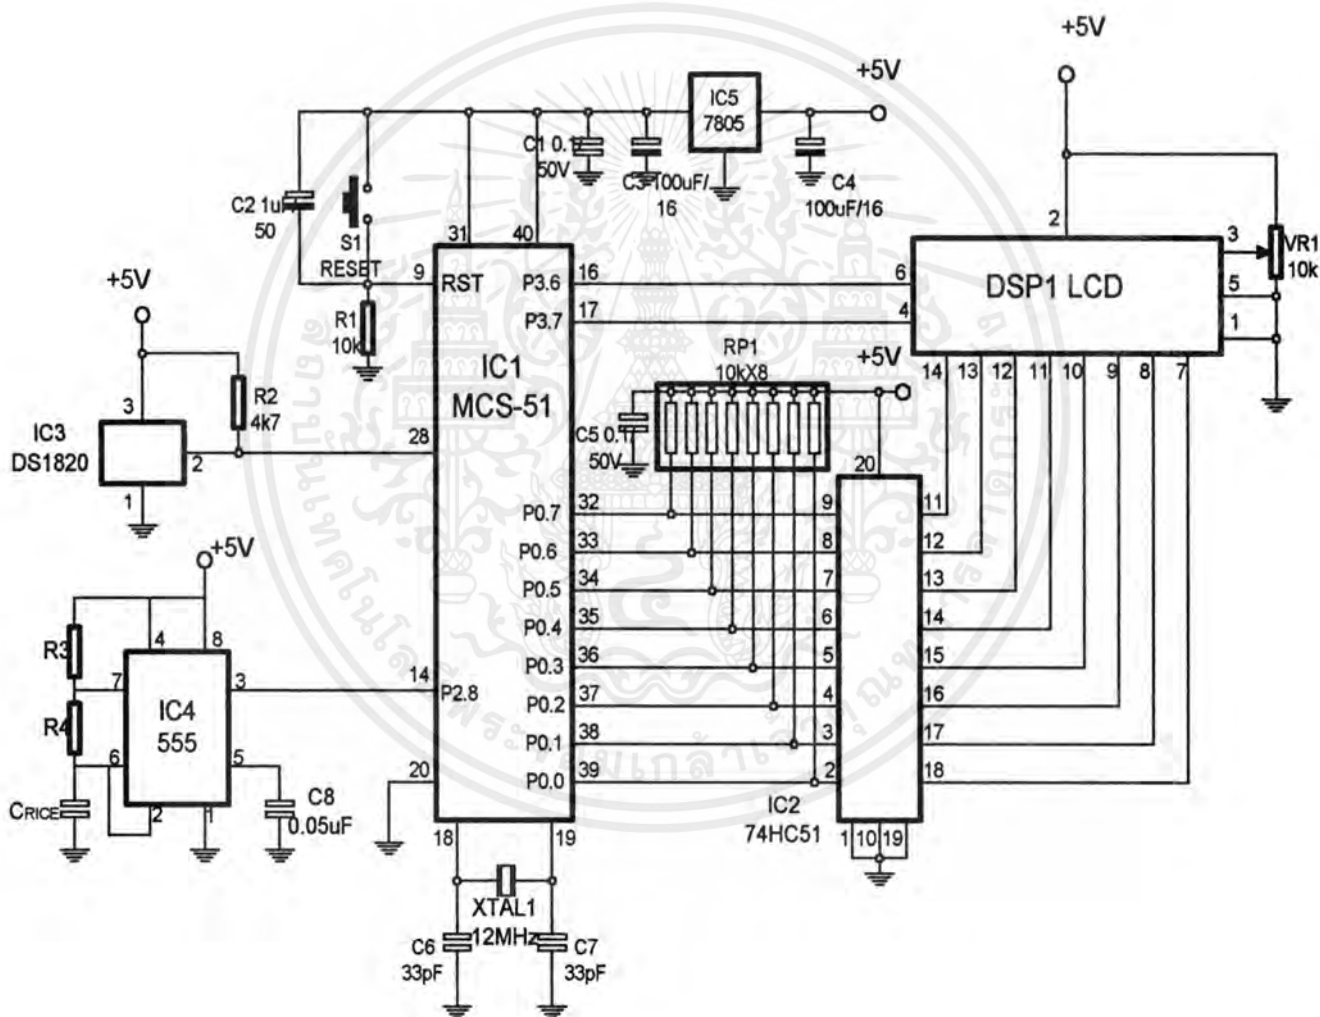 +5V
+5V
IC5
7805
C1 0.1/
50V
C3 100uF/
16
C4
100uF/16
C2 1uF/
50
S1
RESET
31
40
9
RST
P3.6
16
6
P3.7
17
4
2
DSP1 LCD
3
VR1
10k
5
1
14
13
12
11
10
9
8
7
+5V
R1
10k
IC1
MCS-51
RP1
10kX8
+5V
C5 0.1/
50V
20
R2
4k7
3
IC3
DS1820
2
28
1
P0.7
32
9
11
P0.6
33
8
12
P0.5
34
7
13
P0.4
35
6
14
P0.3
36
5
15
P0.2
37
4
16
P0.1
38
3
17
P0.0
39
2
18
+5V
R3
4
8
7
3
14
P2.8
R4
IC4
555
6
5
CRICE
2
1
C8
0.05uF
20
18
19
IC2
74HC51
1
10
19
XTAL1
12MHz
C6
33pF
C7
33pF